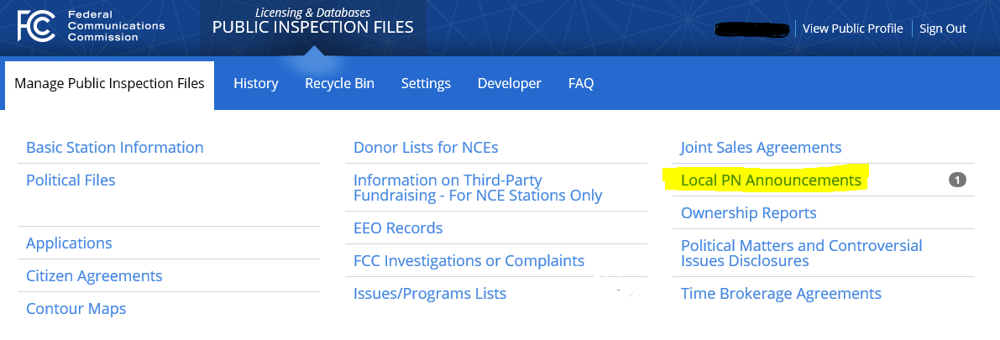 Federal
Communications
Commission
Licensing & Databases
PUBLIC INSPECTION FILES
View Public Profile
Sign Out
Manage Public Inspection Files
History
Recycle Bin
Settings
Developer
FAQ
Basic Station Information
Political Files
Applications
Citizen Agreements
Contour Maps
Donor Lists for NCEs
Information on Third-Party
Fundraising - For NCE Stations Only
EEO Records
FCC Investigations or Complaints
Issues/Programs Lists
Joint Sales Agreements
Local PN Announcements 1
Ownership Reports
Political Matters and Controversial
Issues Disclosures
Time Brokerage Agreements